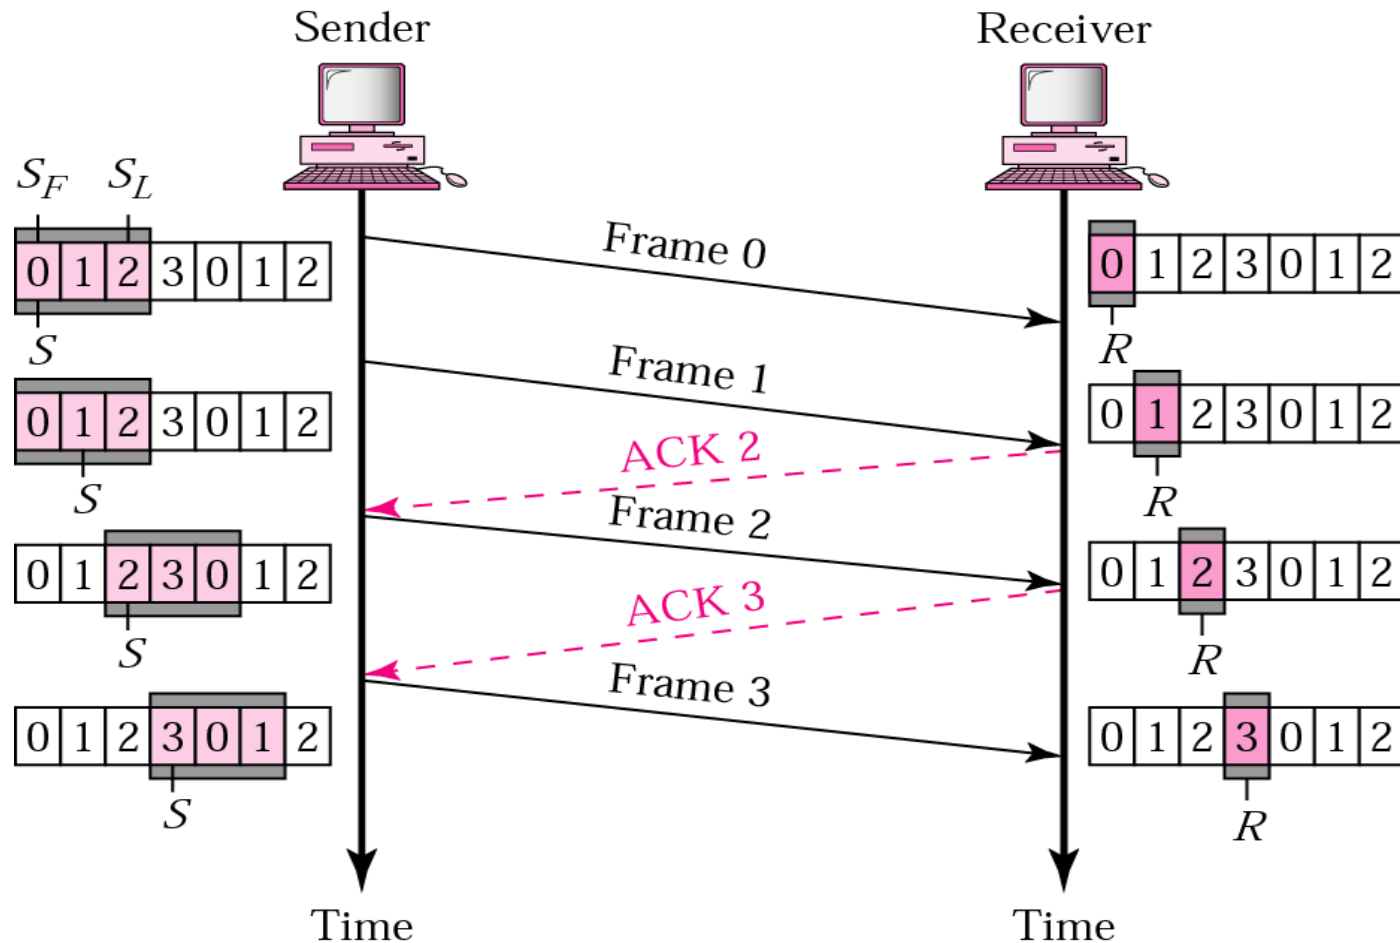 Sender Receiver
S_F S_L
Frame 0
0 1 2 3 0 1 2
0 1 2 3 0 1 2
S
R
Frame 1
0 1 2 3 0 1 2
0 1 2 3 0 1 2
ACK 2
S
R
Frame 2
0 1 2 3 0 1 2
0 1 2 3 0 1 2
ACK 3
S
R
Frame 3
0 1 2 3 0 1 2
0 1 2 3 0 1 2
S
R
Time Time